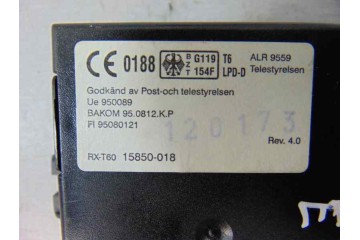 CE 0188 BZT G119 154F T6 LPD-D ALR 9559 Telestyrelsen
Godkänd av Post-och telestyrelsen
Ue 950089
BAKOM 95.0812.K.P
FI 95080121
120173
Rev. 4.0
RX-T60 15850-018